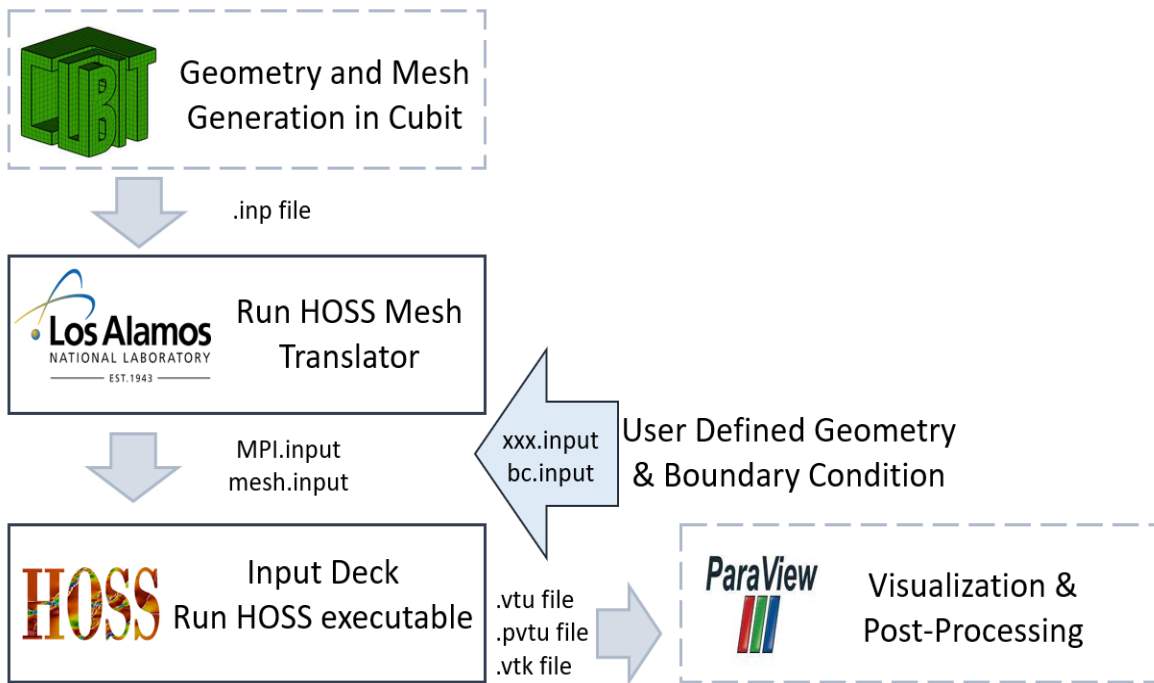 CUBIT
Geometry and Mesh
Generation in Cubit
.inp file
Los Alamos
NATIONAL LABORATORY
EST.1943
Run HOSS Mesh
Translator
MPI.input
mesh.input
xxx.input
bc.input
User Defined Geometry
& Boundary Condition
HOSS
Input Deck
Run HOSS executable
.vtu file
.pvtu file
.vtk file
ParaView
Visualization &
Post-Processing